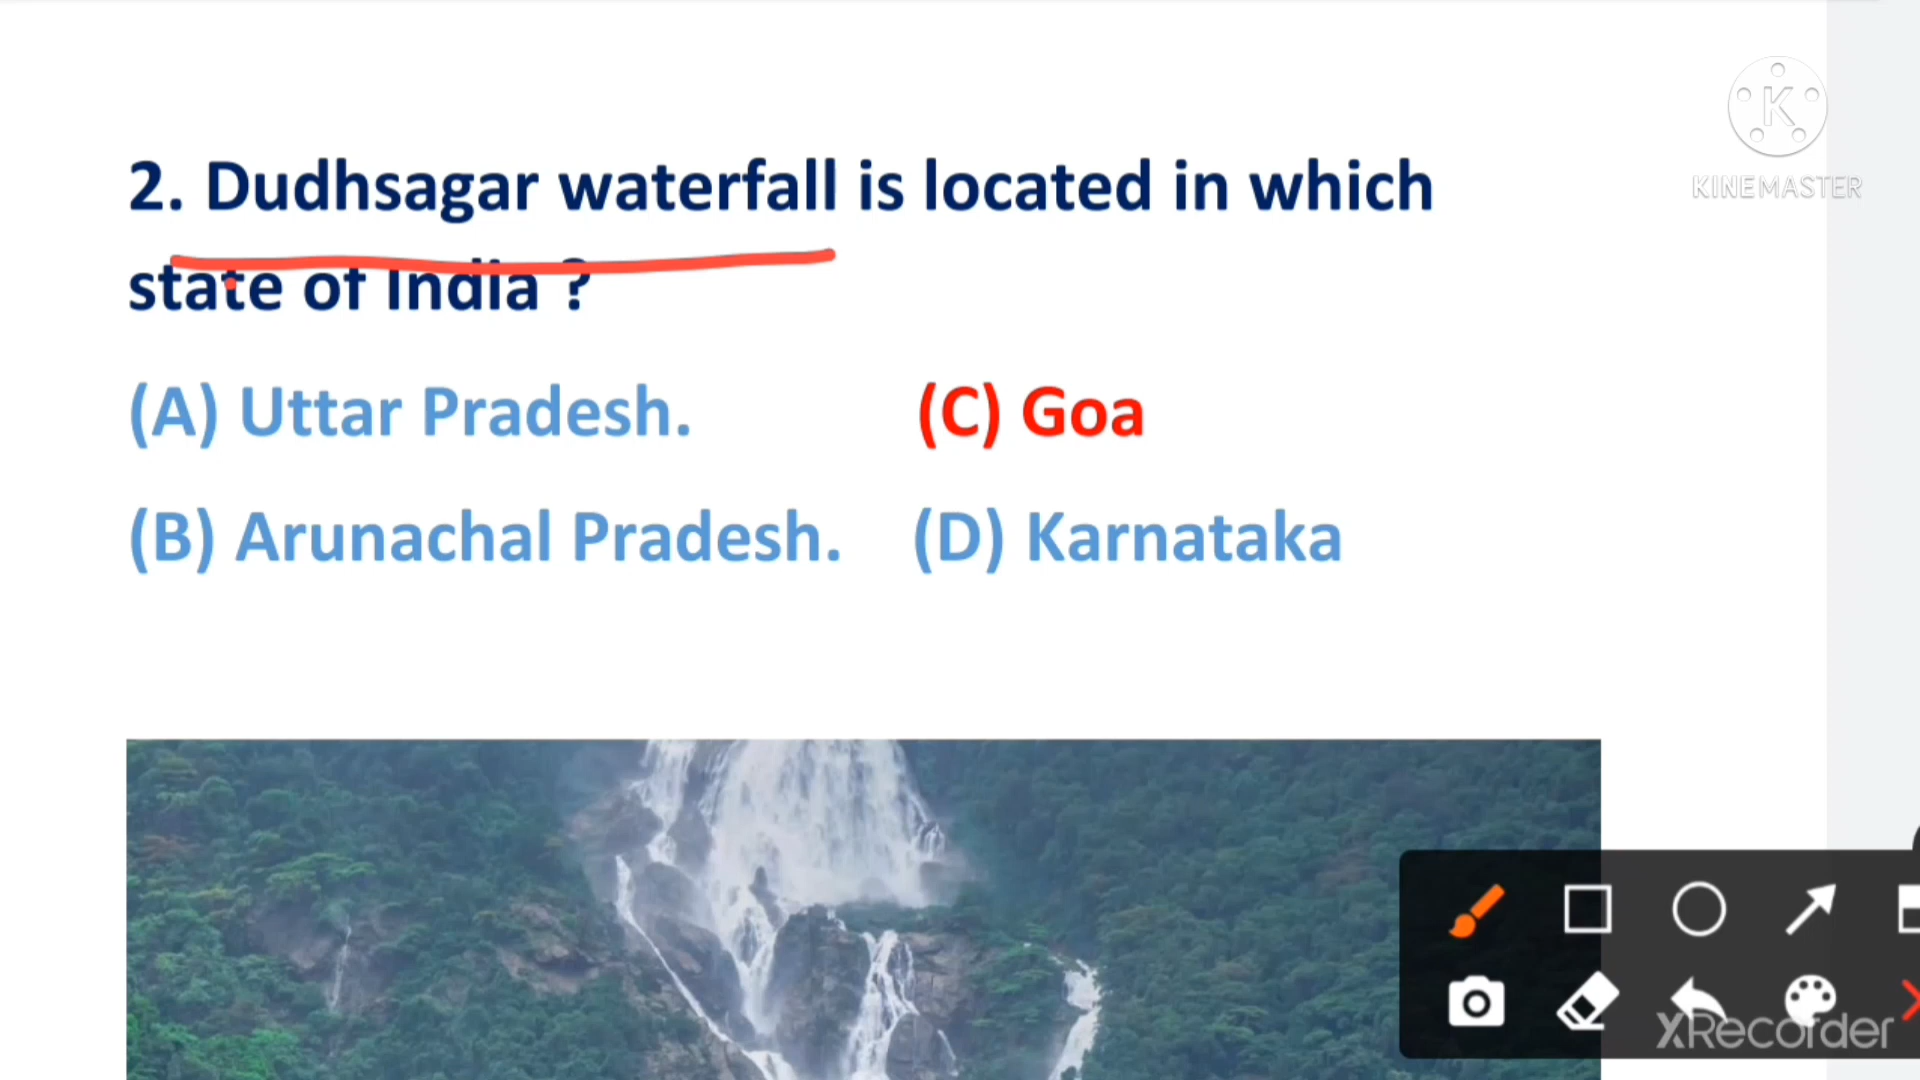 2. Dudhsagar waterfall is located in which
state of India ?
(A) Uttar Pradesh. (C) Goa
(B) Arunachal Pradesh. (D) Karnataka
K
KINEMASTER
XRecorder